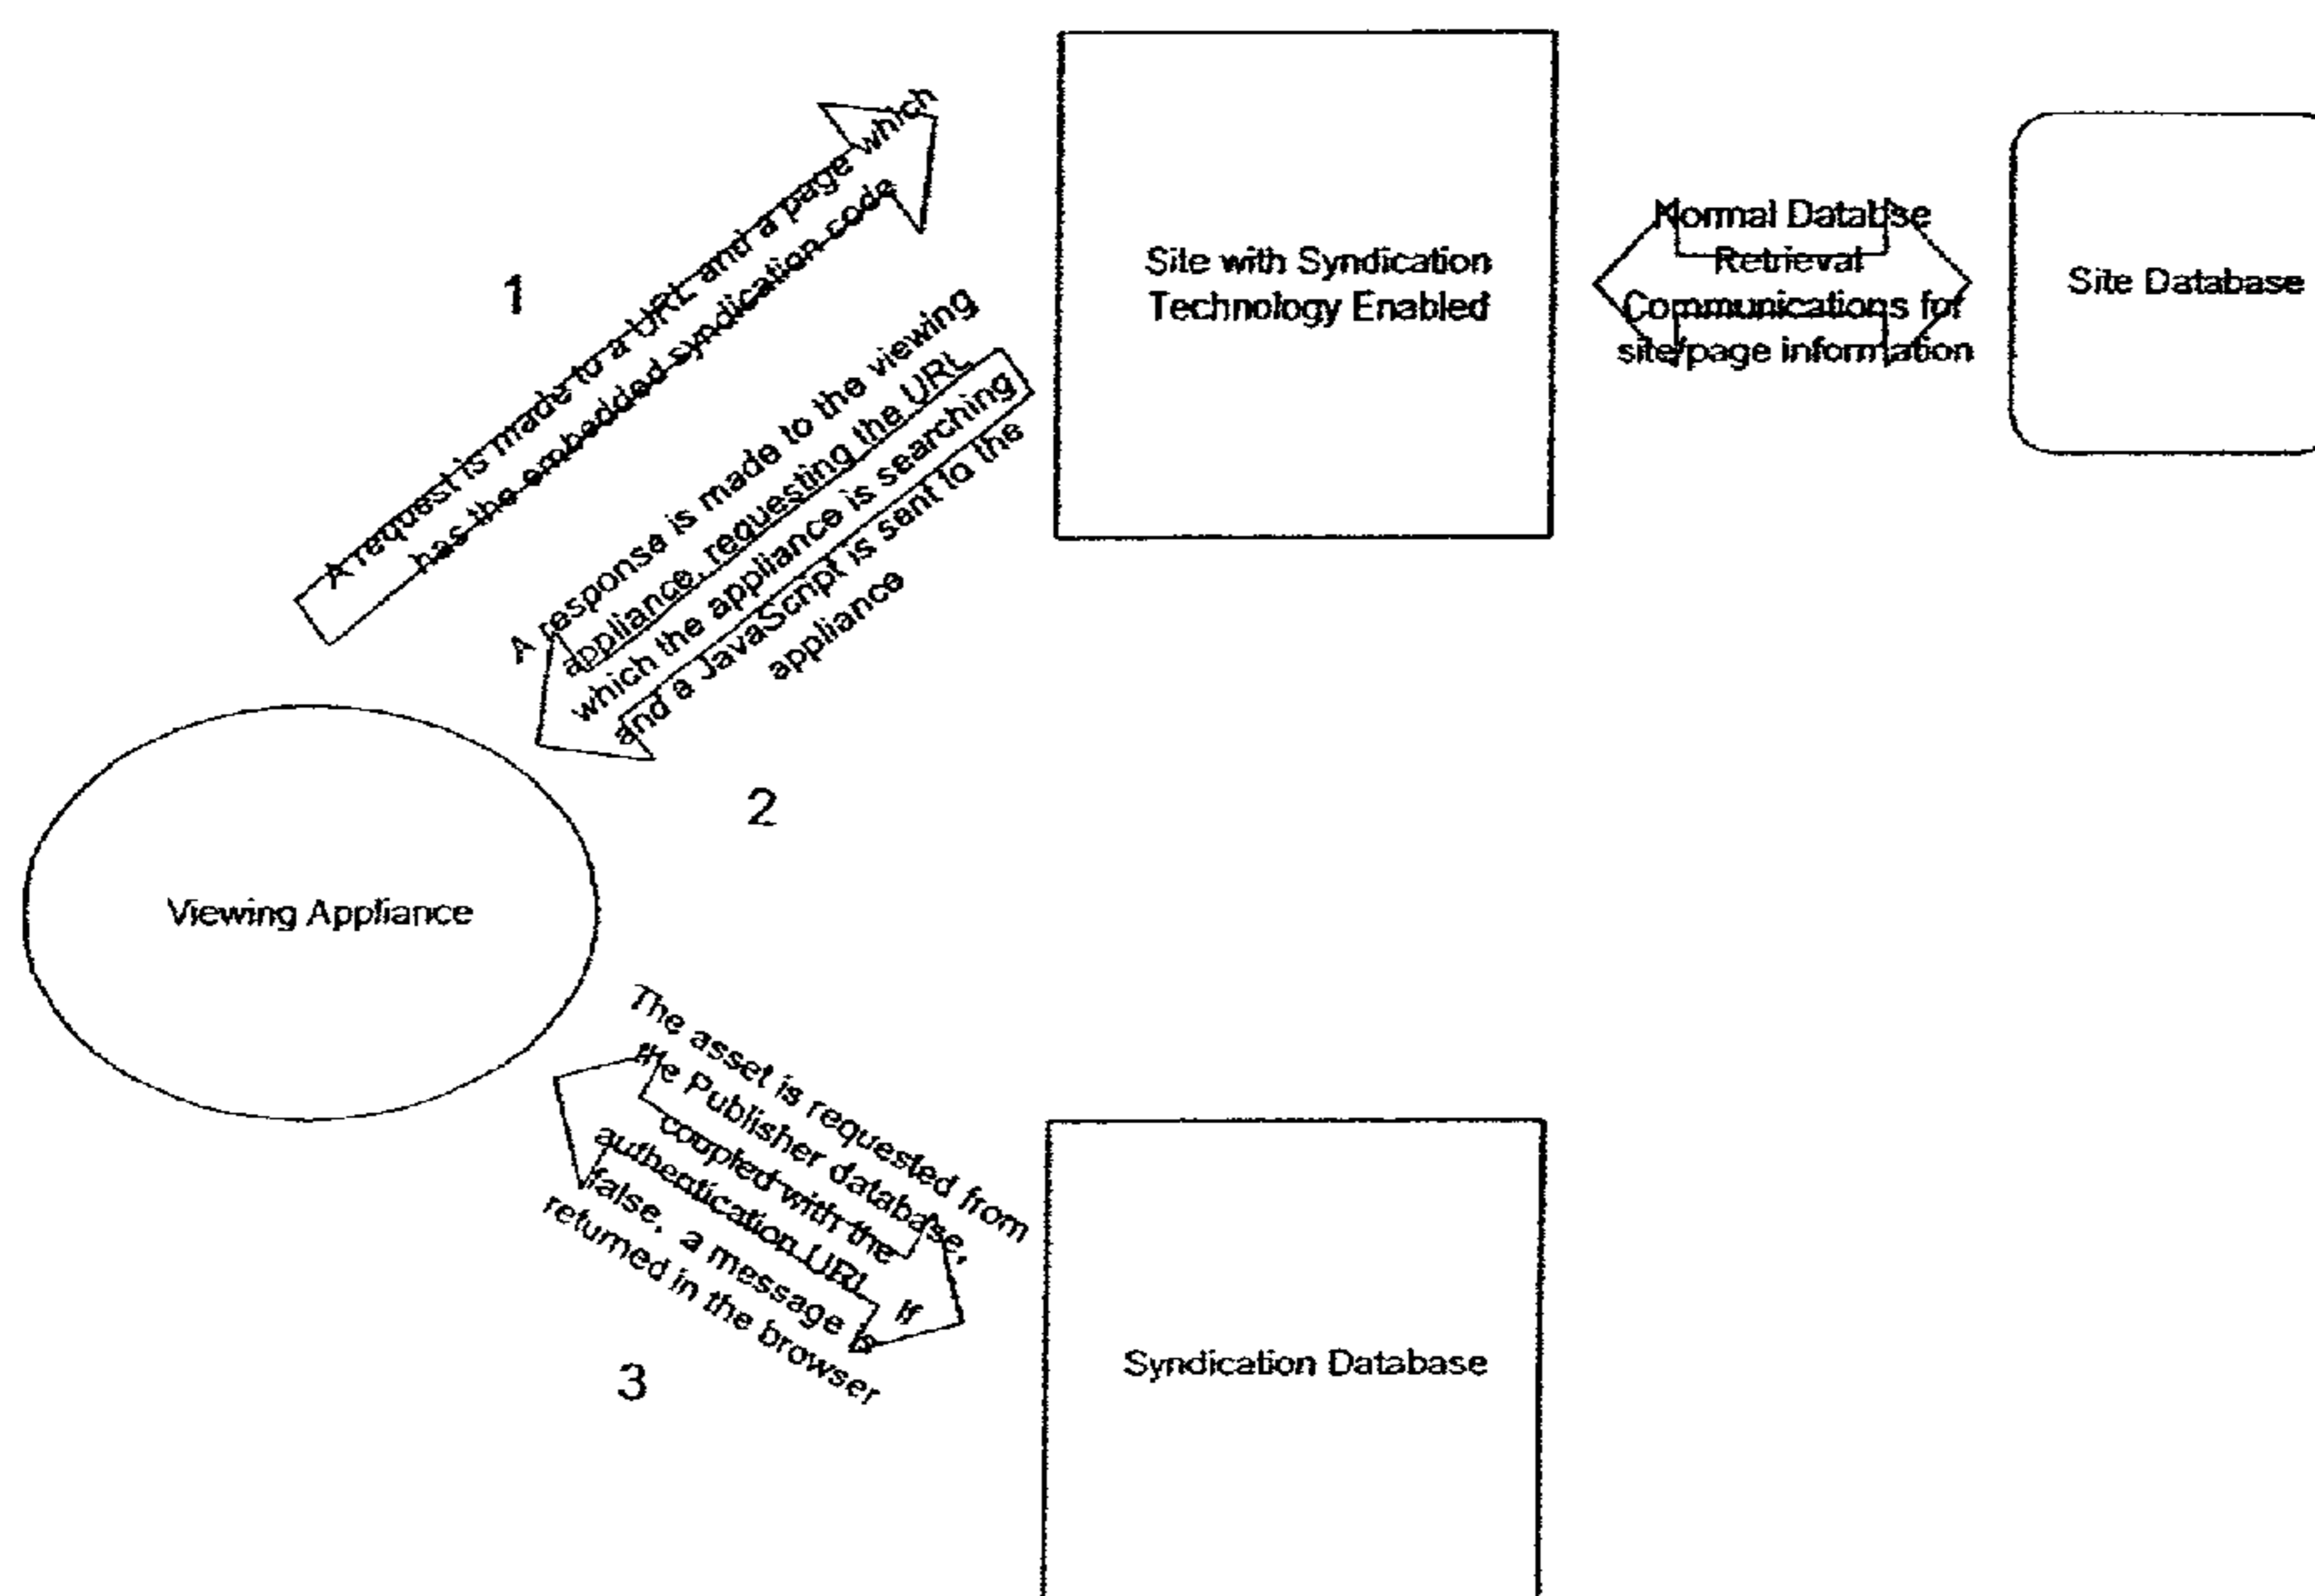 1
A request is made to a URL and a page which
has the embedded syndication code
A response is made to the viewing
appliance, requesting the URL
which the appliance is searching
and a JavaScript is sent to the
appliance
2
Site with Syndication
Technology Enabled
Normal Databse
Retrieval
Communications for
site/page information
Site Database
Viewing Appliance
The asset is requested from
the Publisher database,
coupled with the
authentication URL. If
false, a message is
returned in the browser
3
Syndication Database